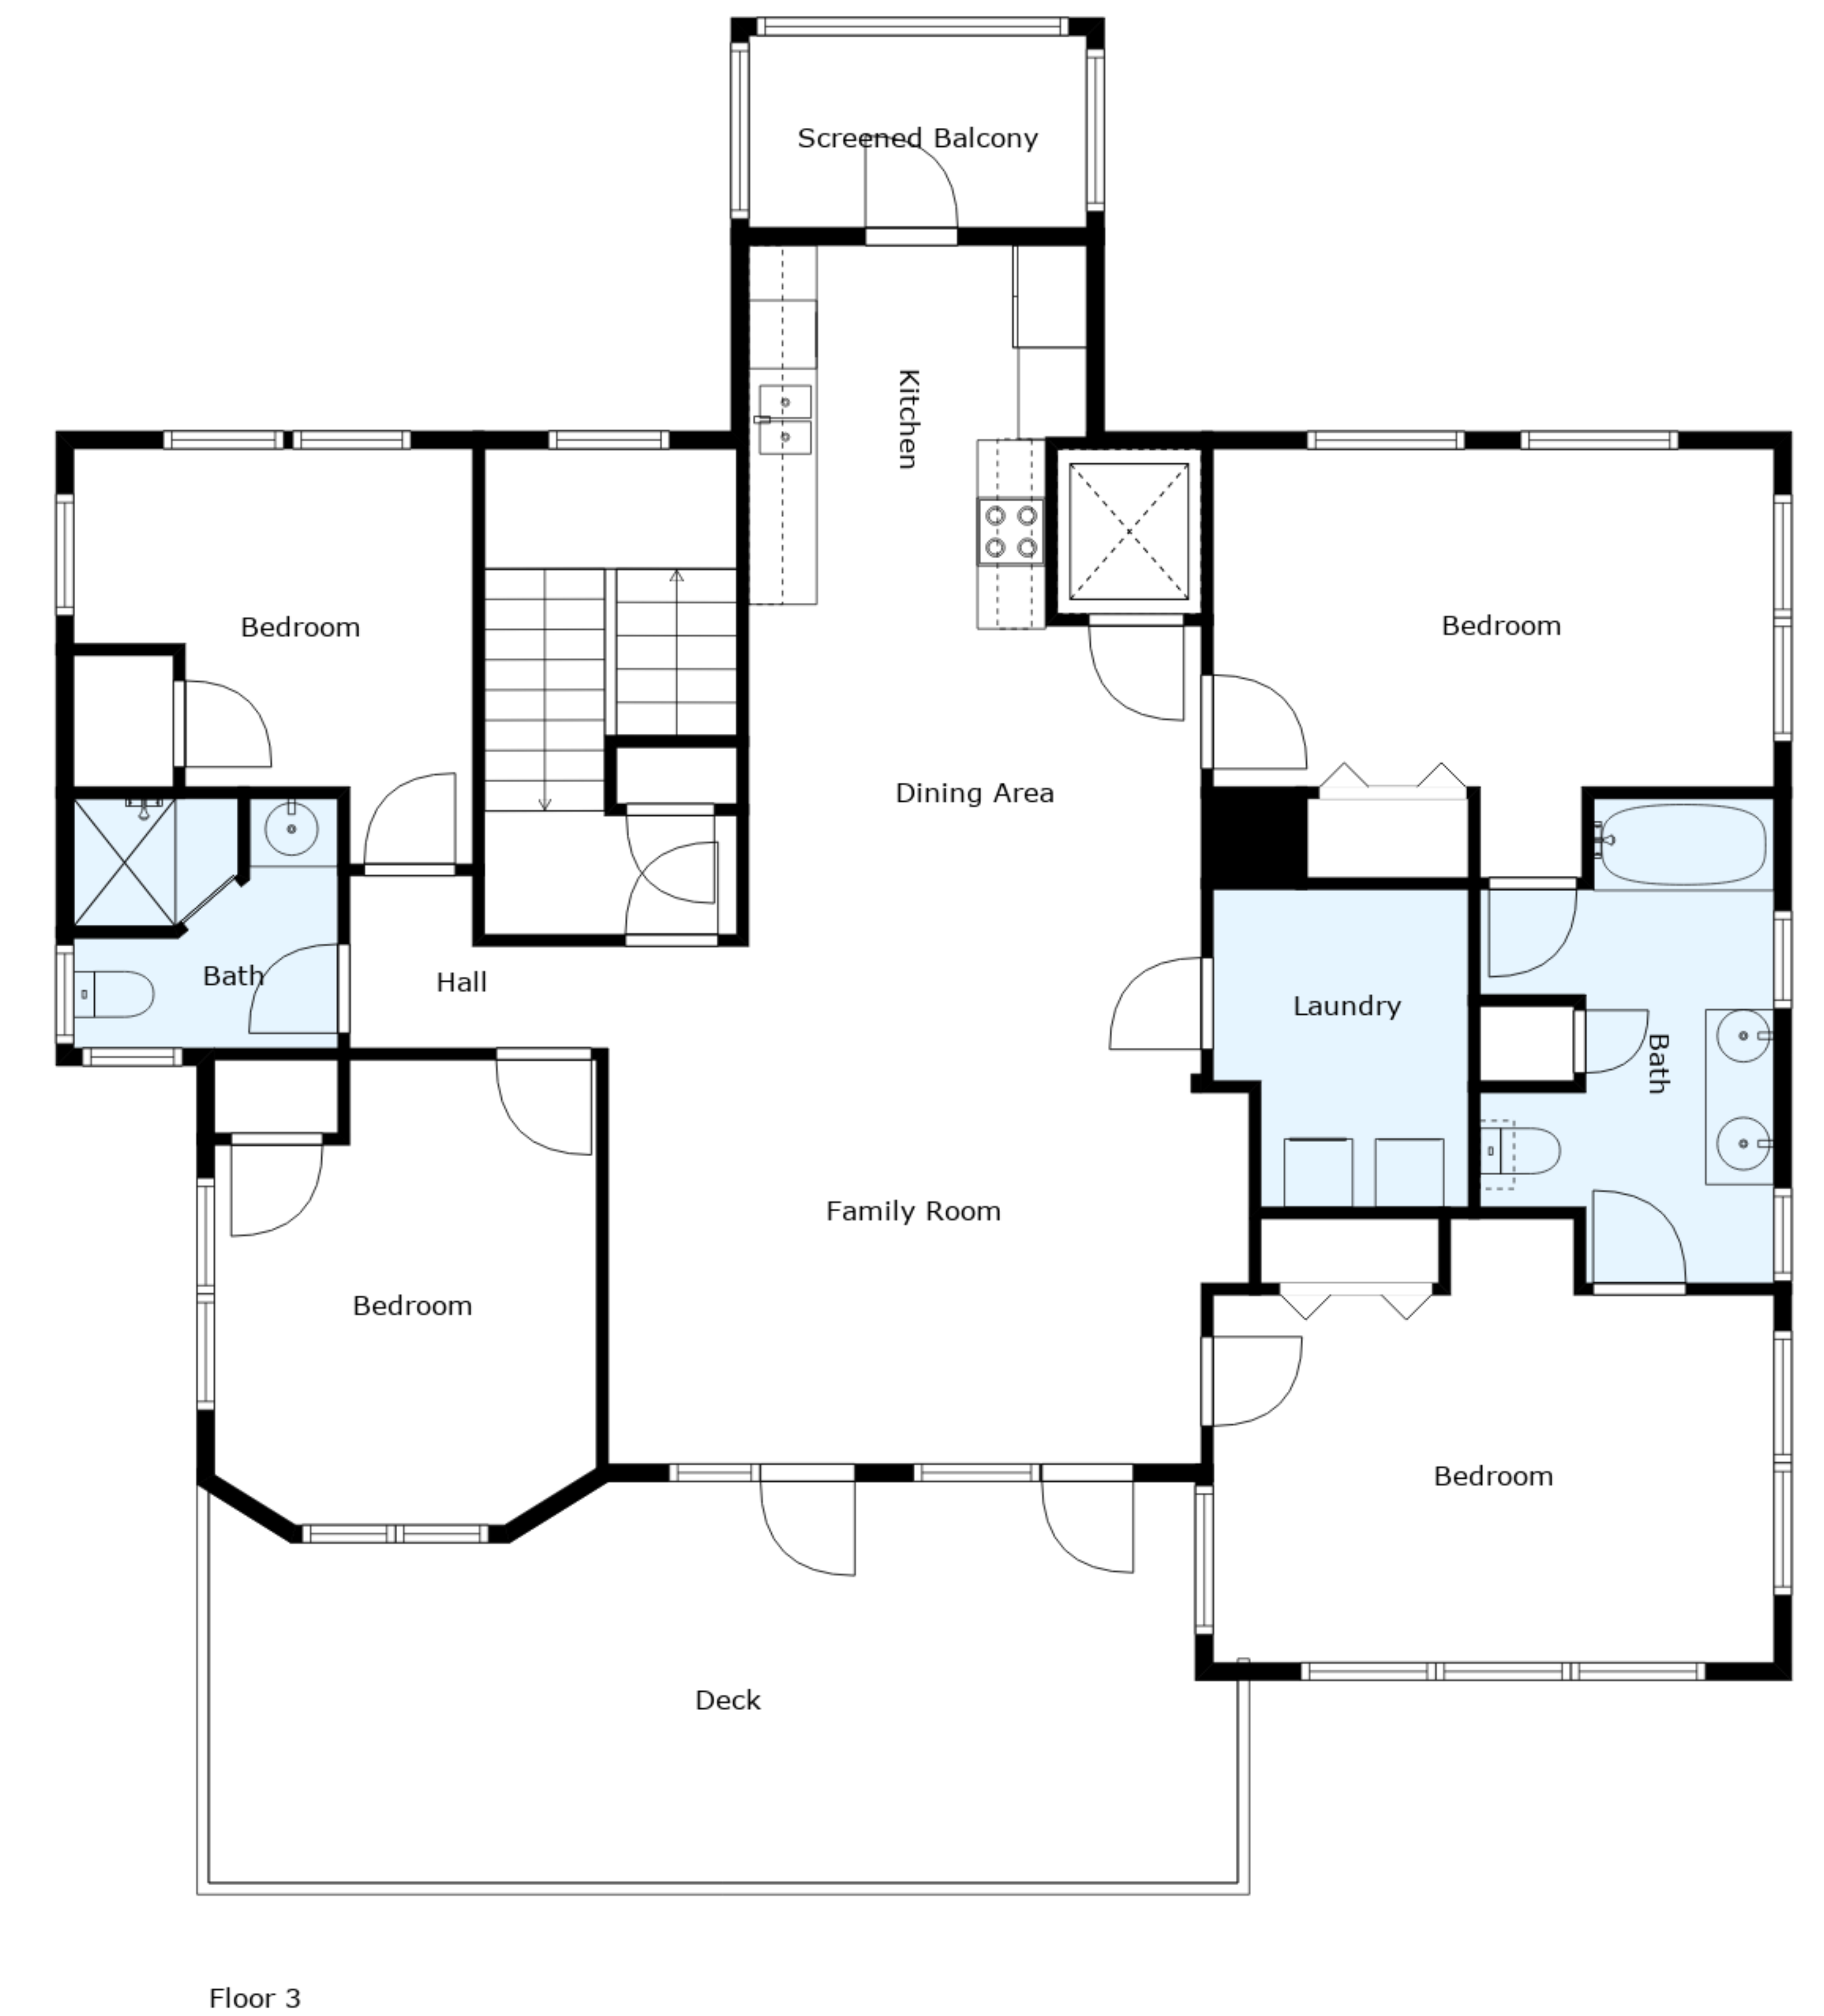 Screened Balcony
Kitchen
Bedroom
Bedroom
Dining Area
Bath
Hall
Laundry
Bath
Family Room
Bedroom
Bedroom
Deck
Floor 3